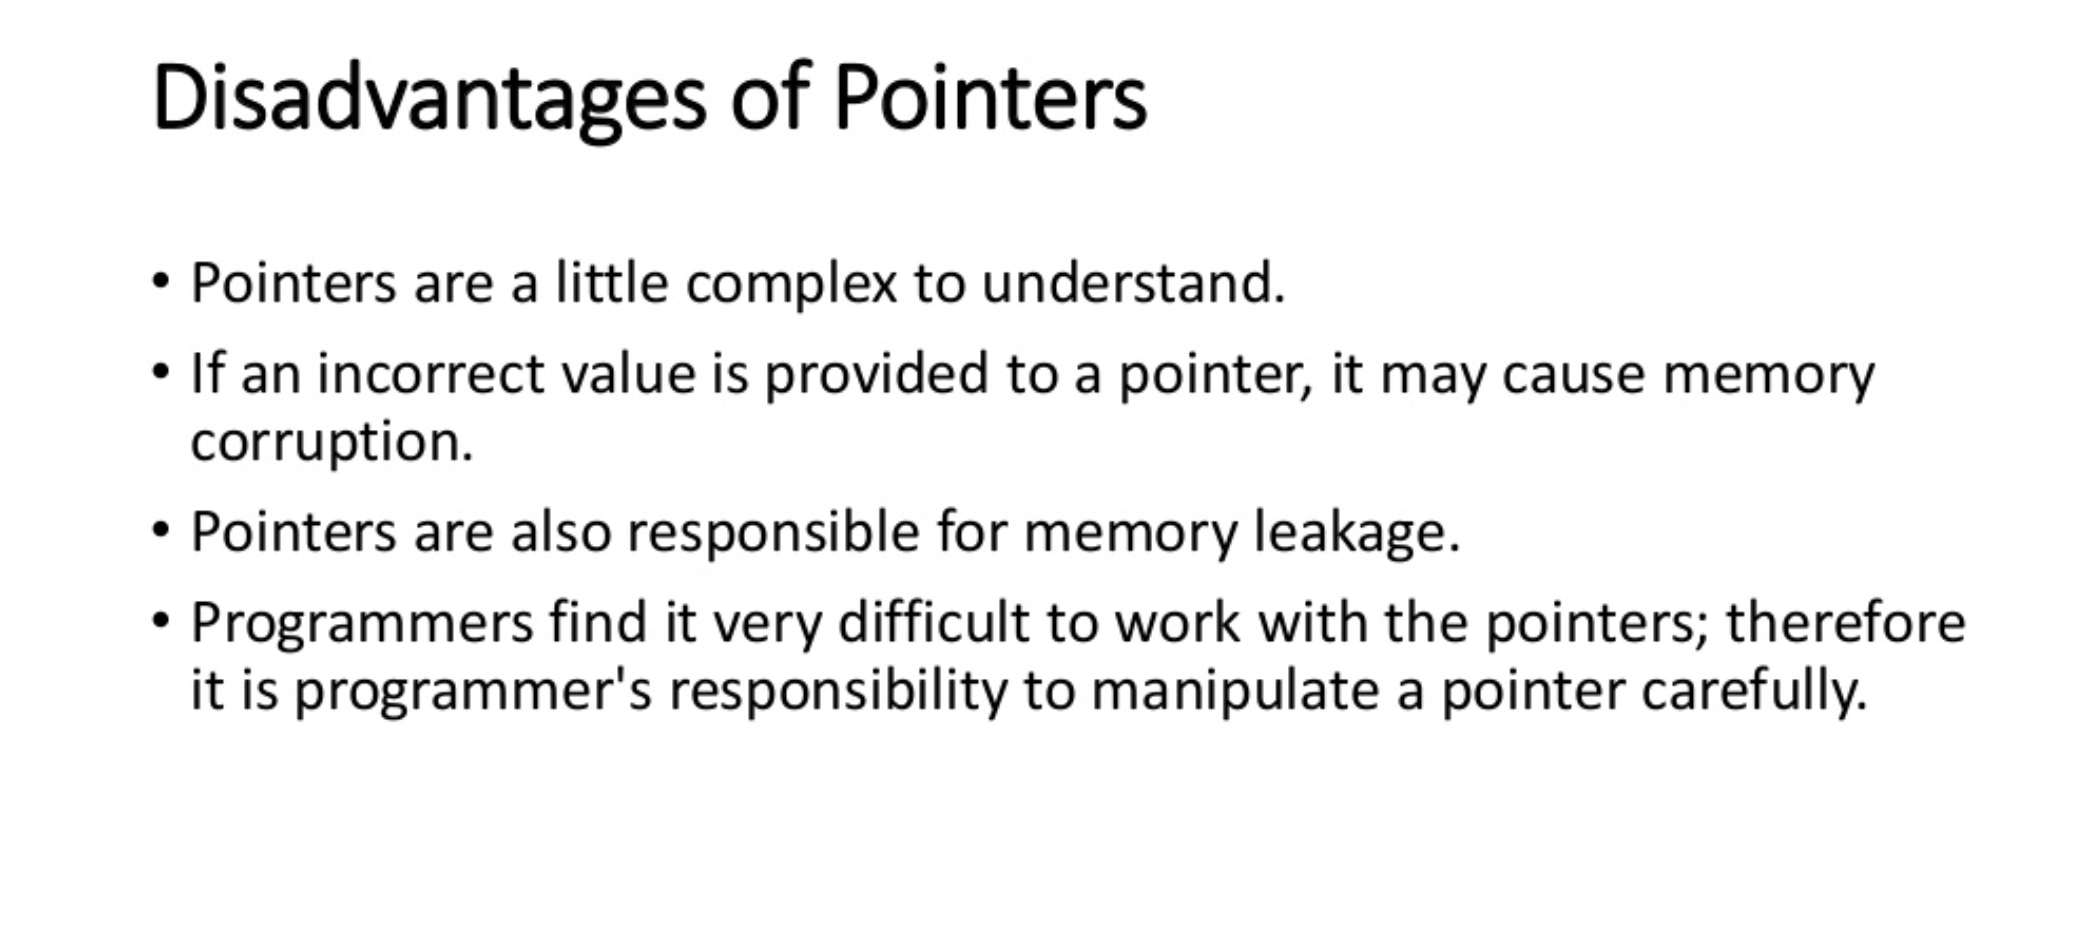 Disadvantages of Pointers
• Pointers are a little complex to understand.
• If an incorrect value is provided to a pointer, it may cause memory
corruption.
• Pointers are also responsible for memory leakage.
• Programmers find it very difficult to work with the pointers; therefore
it is programmer's responsibility to manipulate a pointer carefully.